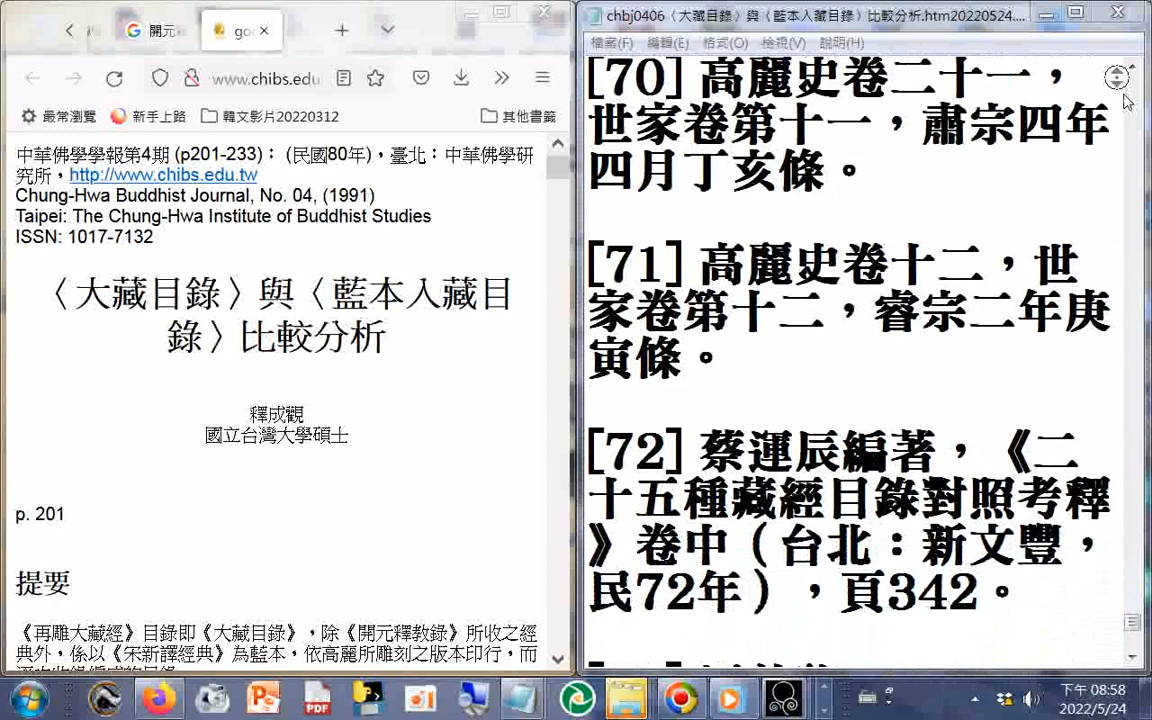 開元
goo
www.chibs.edu
最常瀏覽
新手上路
韓文影片20220312
其他書籤
中華佛學學報第4期 (p201-233)： (民國80年)，臺北：中華佛學研
究所，http://www.chibs.edu.tw
Chung-Hwa Buddhist Journal, No. 04, (1991)
Taipei: The Chung-Hwa Institute of Buddhist Studies
ISSN: 1017-7132
〈大藏目錄〉與〈藍本入藏目
錄〉比較分析
釋成觀
國立台灣大學碩士
p. 201
提要
《再雕大藏經》目錄即《大藏目錄》，除《開元釋教錄》所收之經
典外，係以《宋新譯經典》為藍本，依高麗所雕刻之版本印行，而
chbj0406〈大藏目錄〉與〈藍本入藏目錄〉比較分析.htm20220524....
檔案(F) 編輯(E) 格式(O) 檢視(V) 說明(H)
[70] 高麗史卷二十一，
世家卷第十一，肅宗四年
四月丁亥條。
[71] 高麗史卷十二，世
家卷第十二，睿宗二年庚
寅條。
[72] 蔡運辰編著，《二
十五種藏經目錄對照考釋
》卷中（台北：新文豐，
民72年），頁342。
下午 08:58
2022/5/24